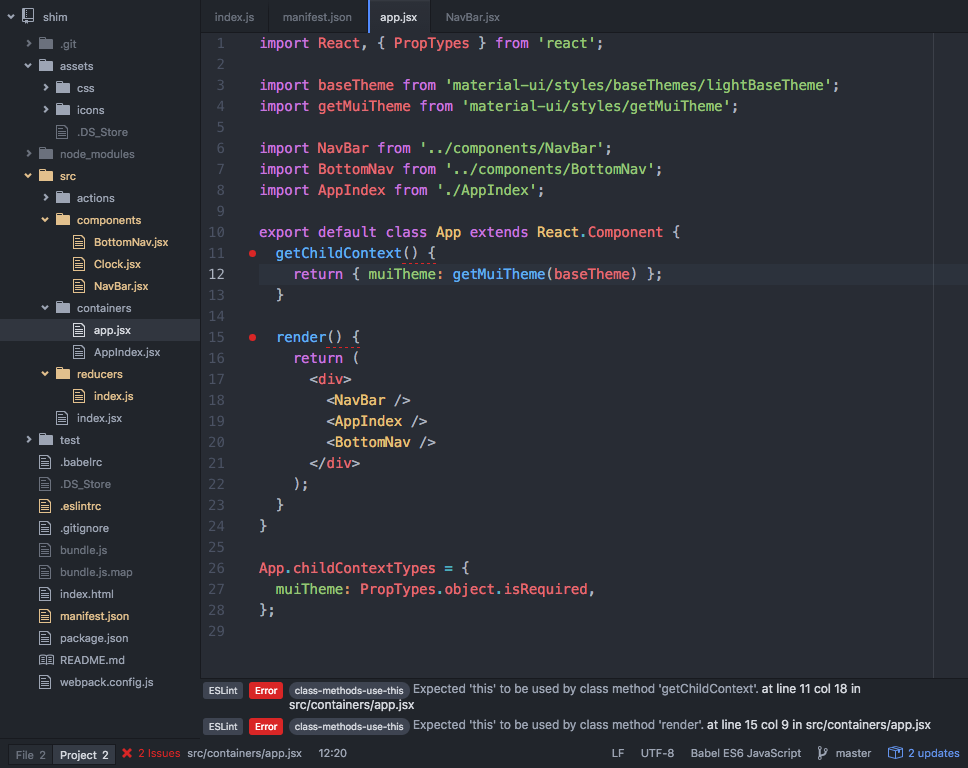 shim
.git
assets
css
icons
.DS_Store
node_modules
src
actions
components
BottomNav.jsx
Clock.jsx
NavBar.jsx
containers
app.jsx
AppIndex.jsx
reducers
index.js
index.jsx
test
.babelrc
.DS_Store
.eslintrc
.gitignore
bundle.js
bundle.js.map
index.html
manifest.json
package.json
README.md
webpack.config.js
index.js manifest.json app.jsx NavBar.jsx
1 import React, { PropTypes } from 'react';
2
3 import baseTheme from 'material-ui/styles/baseThemes/lightBaseTheme';
4 import getMuiTheme from 'material-ui/styles/getMuiTheme';
5
6 import NavBar from '../components/NavBar';
7 import BottomNav from '../components/BottomNav';
8 import AppIndex from './AppIndex';
9
10 export default class App extends React.Component {
11 getChildContext() {
12 return { muiTheme: getMuiTheme(baseTheme) };
13 }
14
15 render() {
16 return (
17 <div>
18 <NavBar />
19 <AppIndex />
20 <BottomNav />
21 </div>
22 );
23 }
24 }
25
26 App.childContextTypes = {
27 muiTheme: PropTypes.object.isRequired,
28 };
29
ESLint Error class-methods-use-this Expected 'this' to be used by class method 'getChildContext'. at line 11 col 18 in
src/containers/app.jsx
ESLint Error class-methods-use-this Expected 'this' to be used by class method 'render'. at line 15 col 9 in src/containers/app.jsx
File 2 Project 2 2 Issues src/containers/app.jsx 12:20 LF UTF-8 Babel ES6 JavaScript master 2 updates